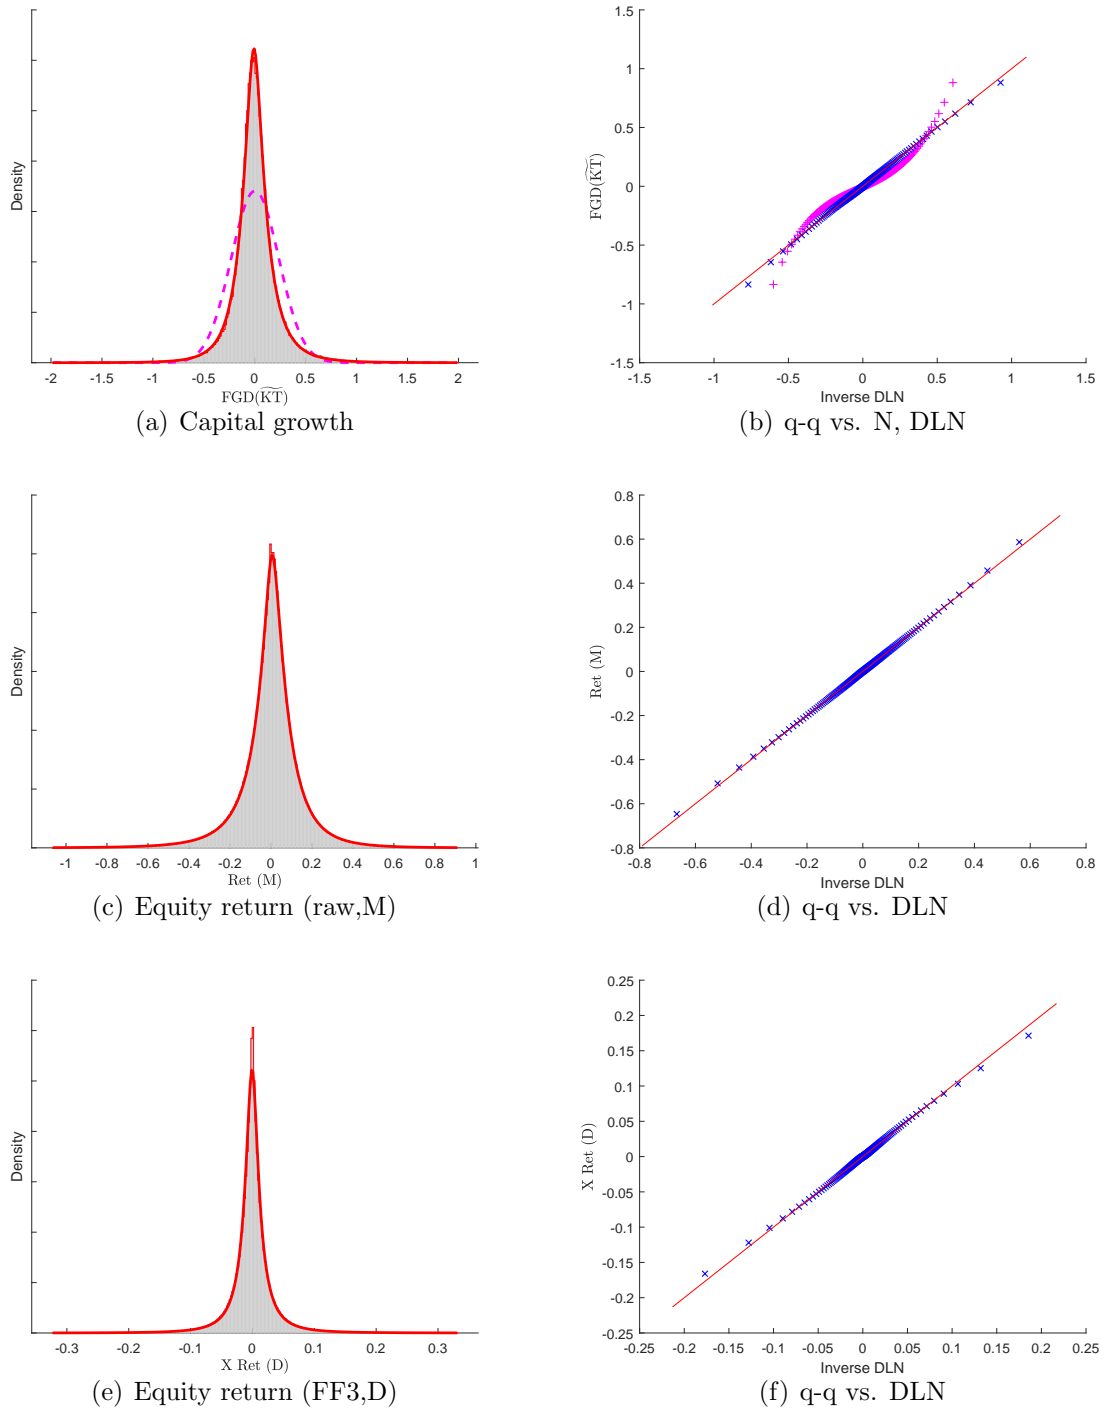 Density
-2 -1.5 -1 -0.5 0 0.5 1 1.5 2
FGD(K̃T̃)
(a) Capital growth
FGD(K̃T̃)
1.5
1
0.5
0
-0.5
-1
-1.5
-1 -0.5 0 0.5 1 1.5
Inverse DLN
(b) q-q vs. N, DLN
Density
-1 -0.8 -0.6 -0.4 -0.2 0 0.2 0.4 0.6 0.8 1
Ret (M)
(c) Equity return (raw,M)
Ret (M)
0.8
0.6
0.4
0.2
0
-0.2
-0.4
-0.6
-0.8
-0.8 -0.6 -0.4 -0.2 0 0.2 0.4 0.6 0.8
Inverse DLN
(d) q-q vs. DLN
Density
-0.3 -0.2 -0.1 0 0.1 0.2 0.3
X Ret (D)
(e) Equity return (FF3,D)
X Ret (D)
0.25
0.2
0.15
0.1
0.05
0
-0.05
-0.1
-0.15
-0.2
-0.25
-0.25 -0.2 -0.15 -0.1 -0.05 0 0.05 0.1 0.15 0.2 0.25
Inverse DLN
(f) q-q vs. DLN